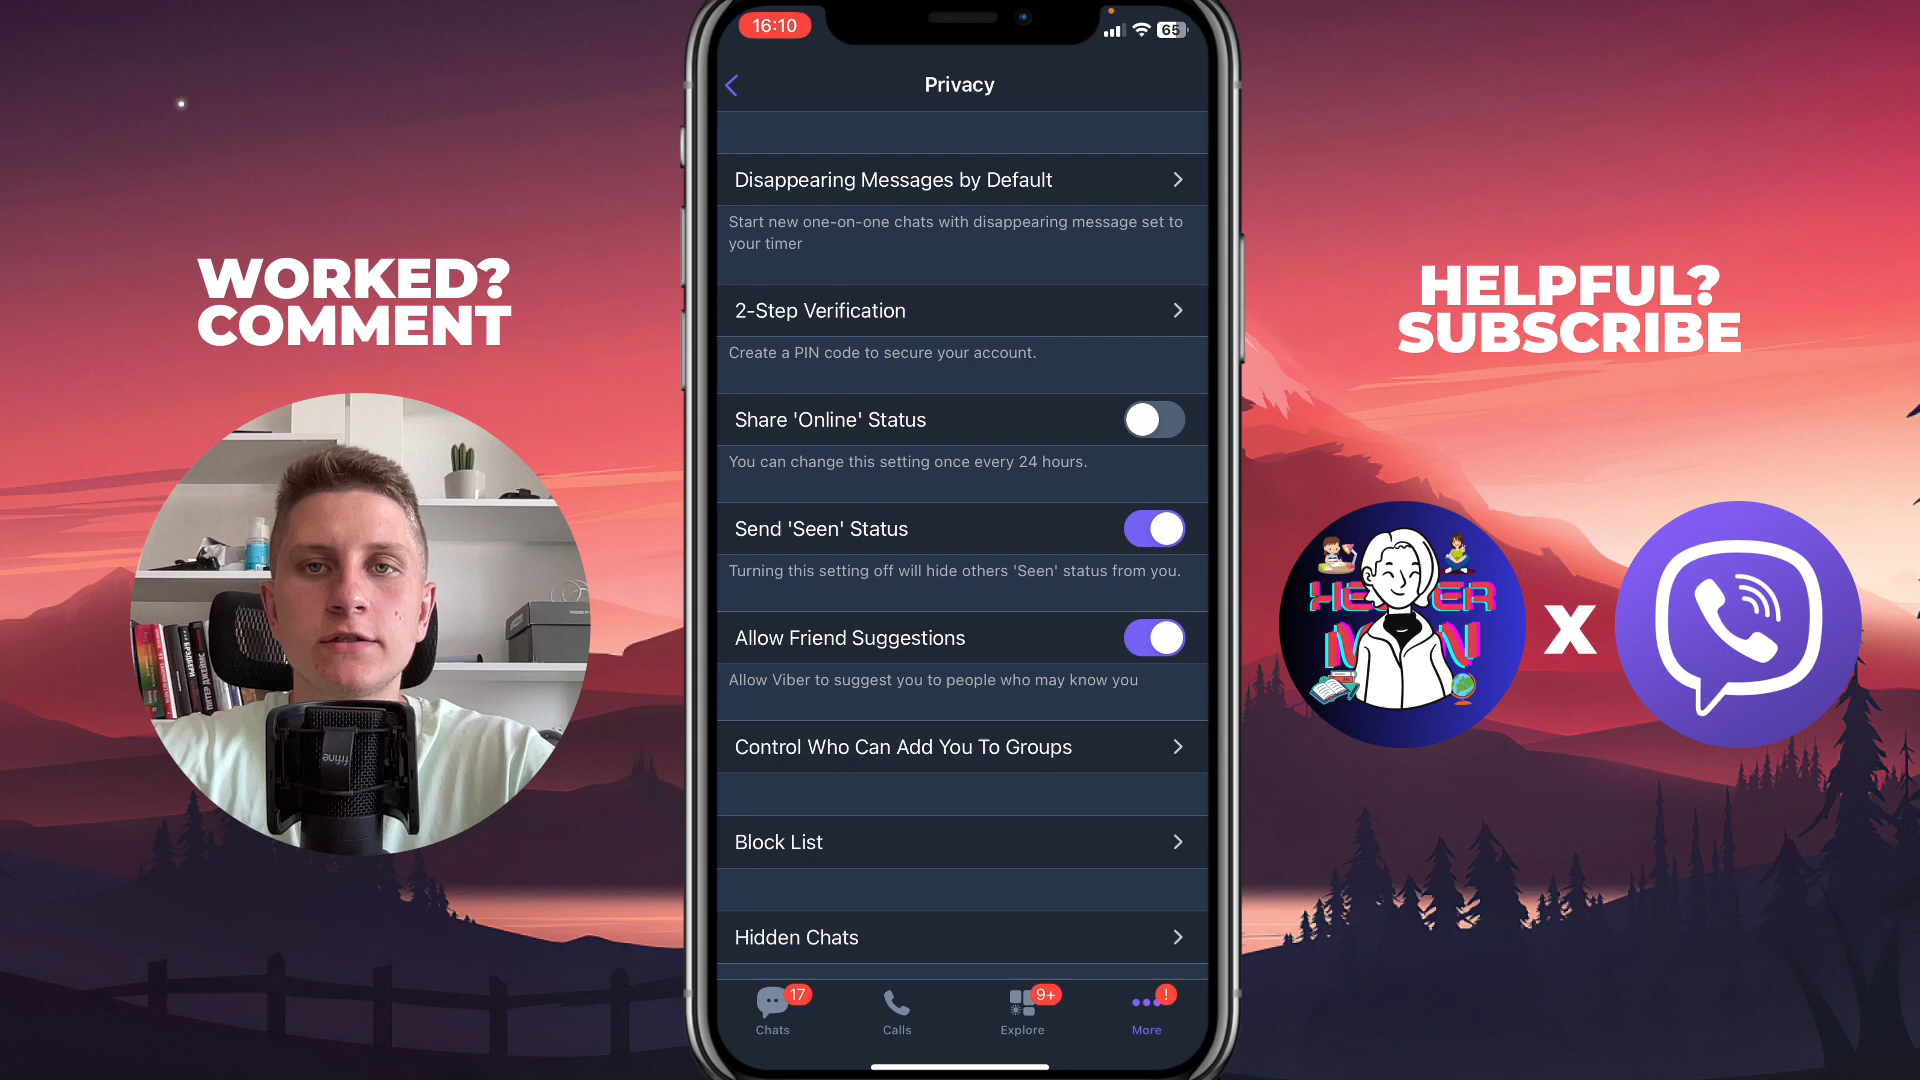 16:10
65
Privacy
Disappearing Messages by Default
Start new one-on-one chats with disappearing message set to
your timer
2-Step Verification
Create a PIN code to secure your account.
Share 'Online' Status
You can change this setting once every 24 hours.
Send 'Seen' Status
Turning this setting off will hide others 'Seen' status from you.
Allow Friend Suggestions
Allow Viber to suggest you to people who may know you
Control Who Can Add You To Groups
Block List
Hidden Chats
17
9+
!
Chats
Calls
Explore
More
WORKED?
COMMENT
fifine
HELPFUL?
SUBSCRIBE
X